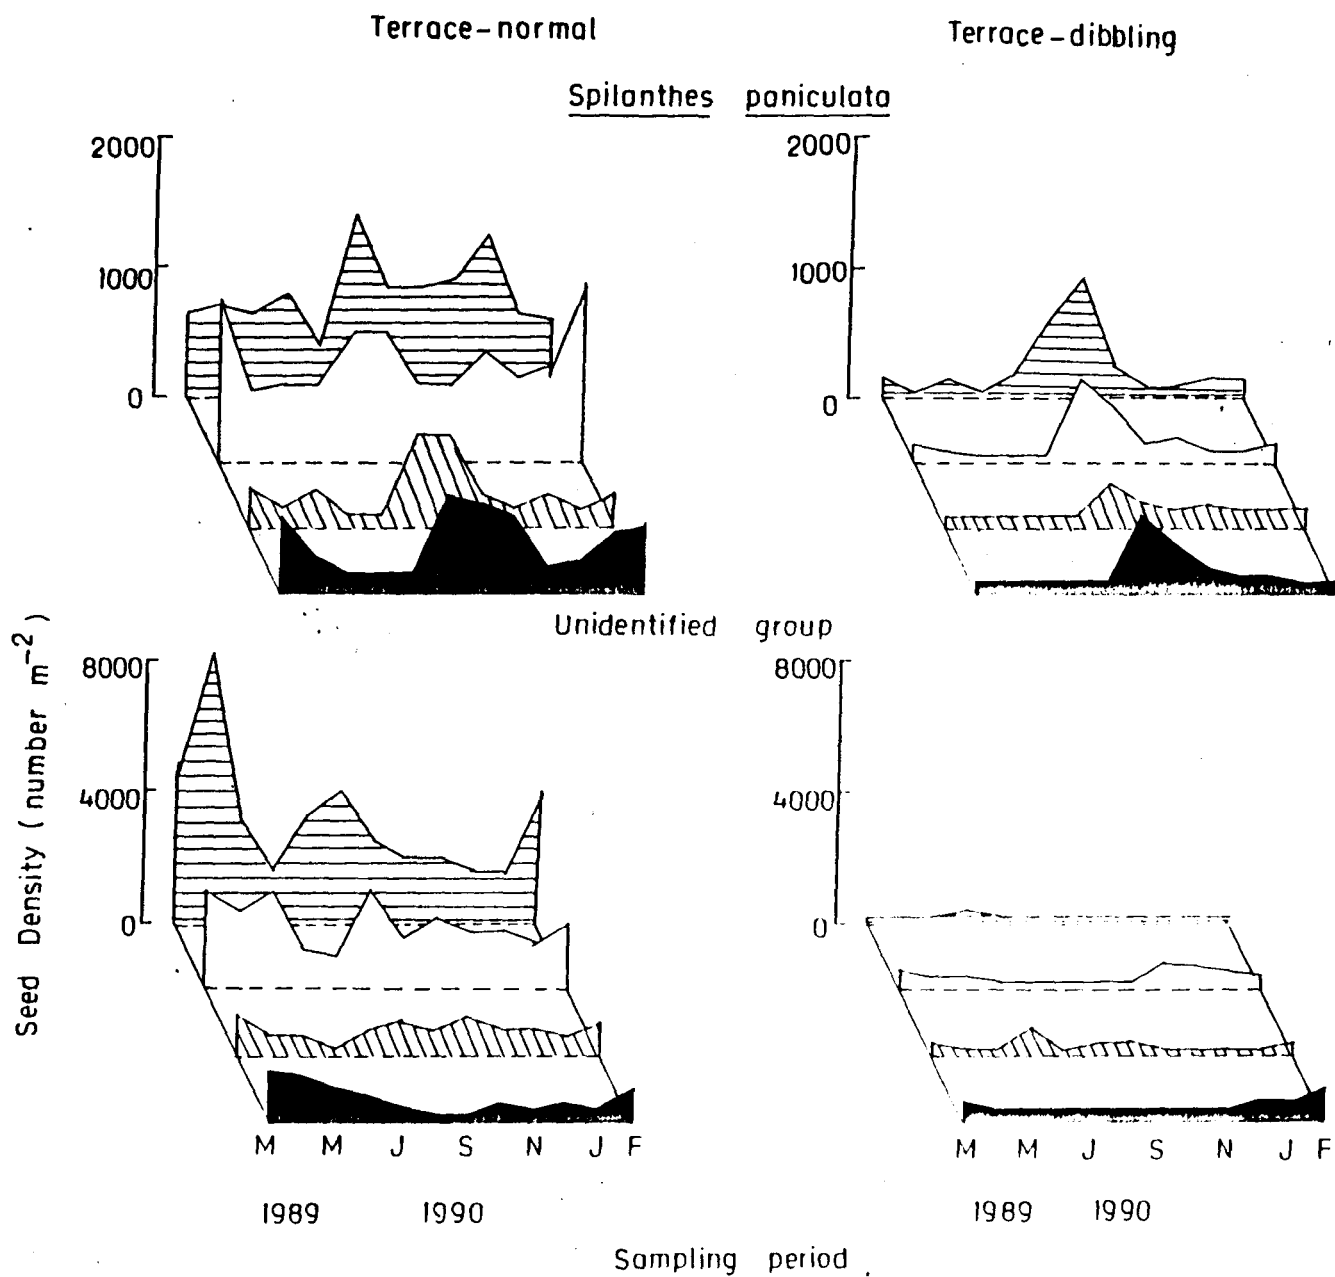 Terrace-normal
Terrace-dibbling
Spilanthes paniculata
2000
1000
0
2000
1000
0
Unidentified group
Seed Density (number m⁻²)
8000
4000
0
8000
4000
0
M M J S N J F
M M J S N J F
1989 1990
1989 1990
Sampling period